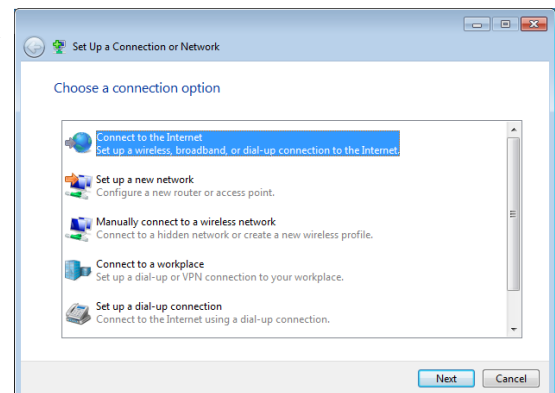 Set Up a Connection or Network
Choose a connection option
Connect to the Internet
Set up a wireless, broadband, or dial-up connection to the Internet.
Set up a new network
Configure a new router or access point.
Manually connect to a wireless network
Connect to a hidden network or create a new wireless profile.
Connect to a workplace
Set up a dial-up or VPN connection to your workplace.
Set up a dial-up connection
Connect to the Internet using a dial-up connection.
Next Cancel